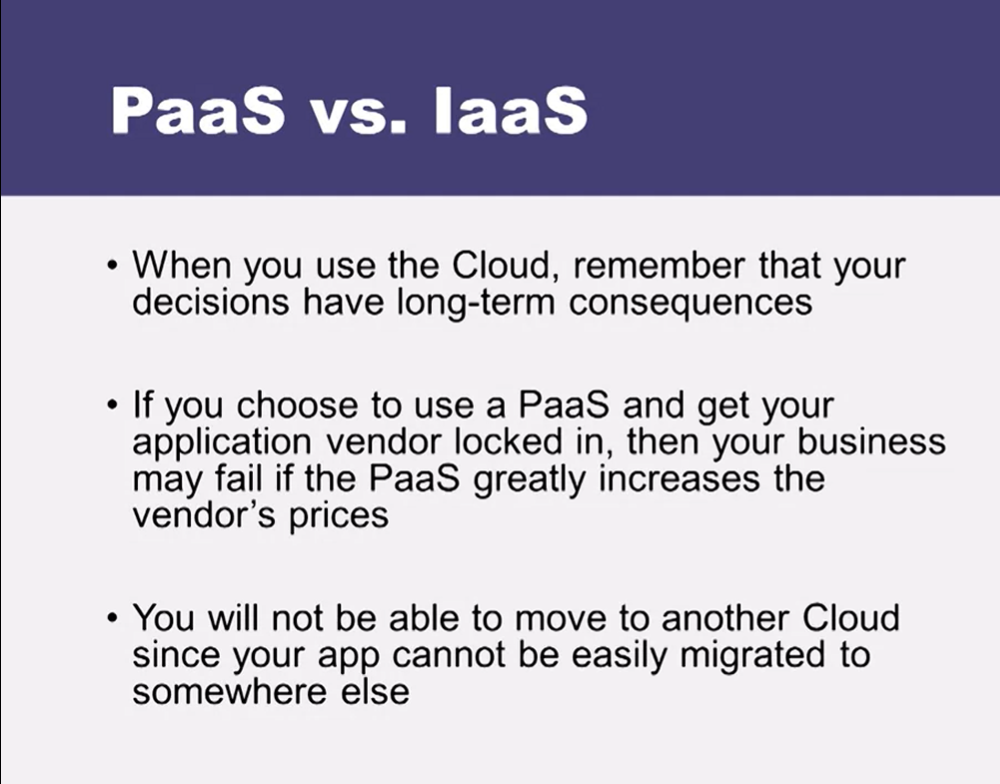 PaaS vs. IaaS
• When you use the Cloud, remember that your
decisions have long-term consequences
• If you choose to use a PaaS and get your
application vendor locked in, then your business
may fail if the PaaS greatly increases the
vendor’s prices
• You will not be able to move to another Cloud
since your app cannot be easily migrated to
somewhere else